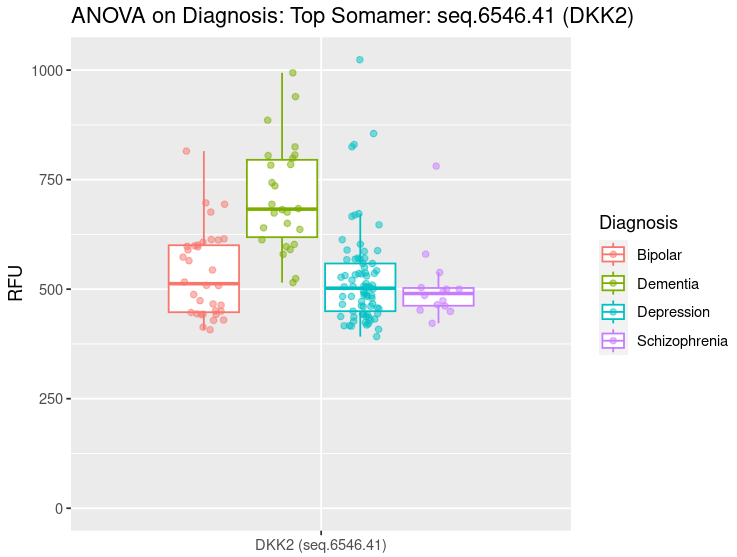 ANOVA on Diagnosis: Top Somamer: seq.6546.41 (DKK2)
1000
750
500
250
0
RFU
DKK2 (seq.6546.41)
Diagnosis
Bipolar
Dementia
Depression
Schizophrenia